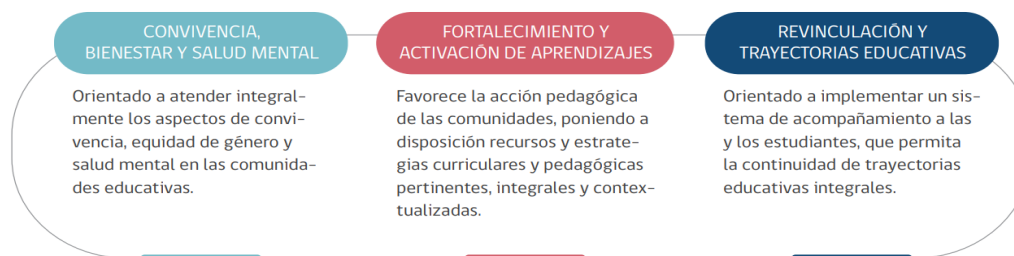 CONVIVENCIA,
BIENESTAR Y SALUD MENTAL
Orientado a atender integral-
mente los aspectos de convi-
vencia, equidad de género y
salud mental en las comunida-
des educativas.
FORTALECIMIENTO Y
ACTIVACIÓN DE APRENDIZAJES
Favorece la acción pedagógica
de las comunidades, poniendo a
disposición recursos y estrate-
gias curriculares y pedagógicas
pertinentes, integrales y contex-
tualizadas.
REVINCULACIÓN Y
TRAYECTORIAS EDUCATIVAS
Orientado a implementar un sis-
tema de acompañamiento a las
y los estudiantes, que permita
la continuidad de trayectorias
educativas integrales.